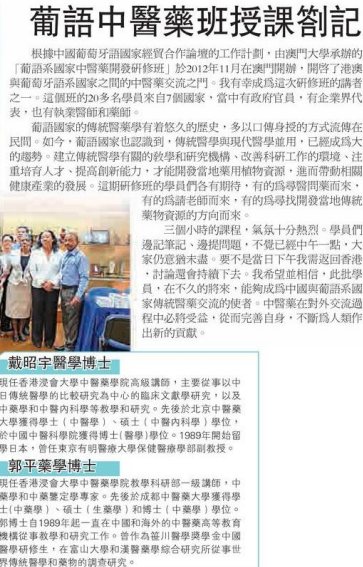 葡語中醫藥班授課劄記
根據中國葡萄牙語國家經貿合作論壇的工作計劃，由澳門大學承辦的
「葡語系國家中醫藥開發研修班」於2012年11月在澳門開辦，開啓了港澳
與葡萄牙語系國家之間的中醫藥交流之門。我有幸成爲這次研修班的講者
之一。這個班的20多名學員來自7個國家，當中有政府官員，有企業界代
表，也有執業醫師和藥師。
葡語國家的傳統醫藥學有着悠久的歷史，多以口傳身授的方式流傳在
民間。如今，葡語國家也認識到，傳統醫學與現代醫學並用，已經成爲大
的趨勢。建立傳統醫學有關的教學和研究機構、改善科研工作的環境、注
重培育人才、提高創新能力，才能開發當地藥用植物資源，進而帶動相關
健康產業的發展。這期研修班的學員們各有期待，有的爲尋醫問藥而來，
有的爲請老師而來，有的爲尋找開發當地傳統
藥物資源的方向而來。
三個小時的課程，氣氛十分熱烈。學員們
邊記筆記、邊提問題，不覺已經中午一點，大
家仍意猶未盡。要不是當日下午我需返回香港
，討論還會持續下去。我希望並相信，此批學
員，在不久的將來，能夠成爲中國與葡語系國
家傳統醫藥交流的使者。中醫藥在對外交流過
程中必將受益，從而完善自身，不斷爲人類作
出新的貢獻。
戴昭宇醫學博士
現任香港浸會大學中醫藥學院高級講師，主要從事以中
日傳統醫學的比較研究為中心的臨床文獻學研究，以及
中藥學和中醫內科學等教學和研究。先後於北京中醫藥
大學獲得學士（中醫學）、碩士（中醫內科學）學位，
於中國中醫科學院獲得博士(醫學)學位。1989年開始留
學日本，曾任東京有明醫療大學保健醫療學部副教授。
郭平藥學博士
現任香港浸會大學中醫藥學院教學科研部一級講師，中
藥學和中藥鑒定學專家。先後於成都中醫藥大學獲得學
士(中藥學)、碩士（生藥學）和博士（中藥學）學位。
郭博士自1989年起一直在中國和海外的中醫藥高等教育
機構從事教學和研究工作。曾作為笹川醫學奬學金中國
醫學研修生，在富山大學和漢醫藥學綜合研究所從事世
界傳統醫學和藥物的調查研究。